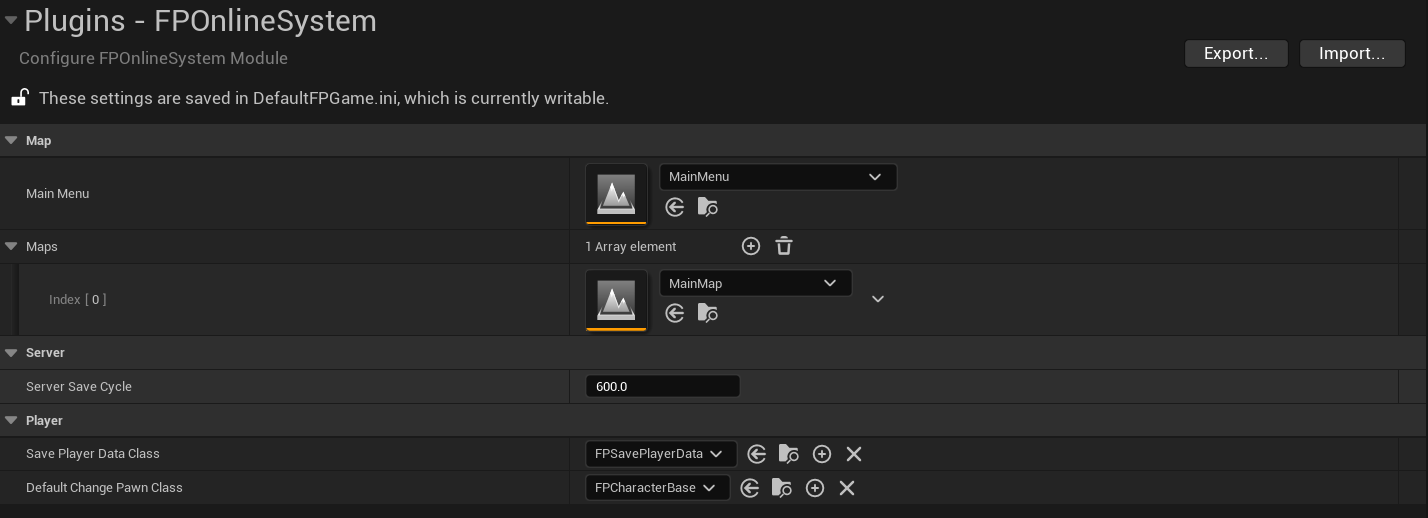 Plugins - FPOnlineSystem
Configure FPOnlineSystem Module
Export...
Import...
These settings are saved in DefaultFPGame.ini, which is currently writable.
Map
Main Menu
MainMenu
Maps
1 Array element
Index [ 0 ]
MainMap
Server
Server Save Cycle
600.0
Player
Save Player Data Class
FPSavePlayerData
Default Change Pawn Class
FPCharacterBase